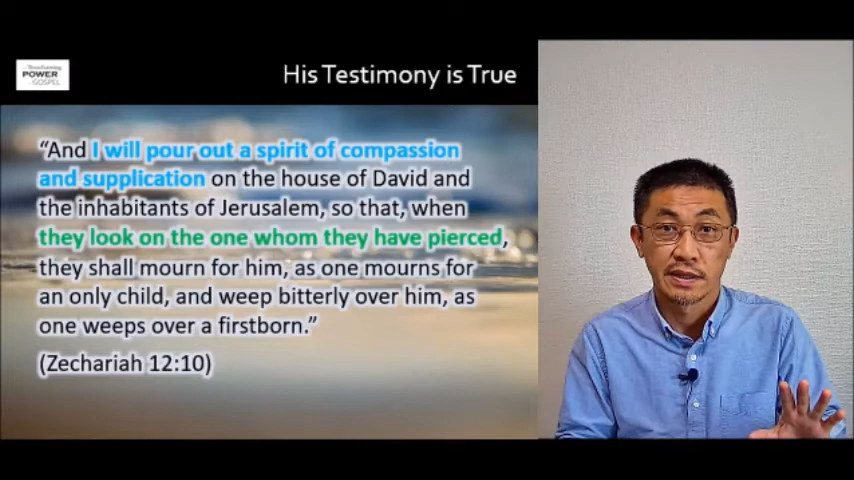 Transforming
POWER
GOSPEL
His Testimony is True
“And I will pour out a spirit of compassion
and supplication on the house of David and
the inhabitants of Jerusalem, so that, when
they look on the one whom they have pierced,
they shall mourn for him, as one mourns for
an only child, and weep bitterly over him, as
one weeps over a firstborn.”
(Zechariah 12:10)